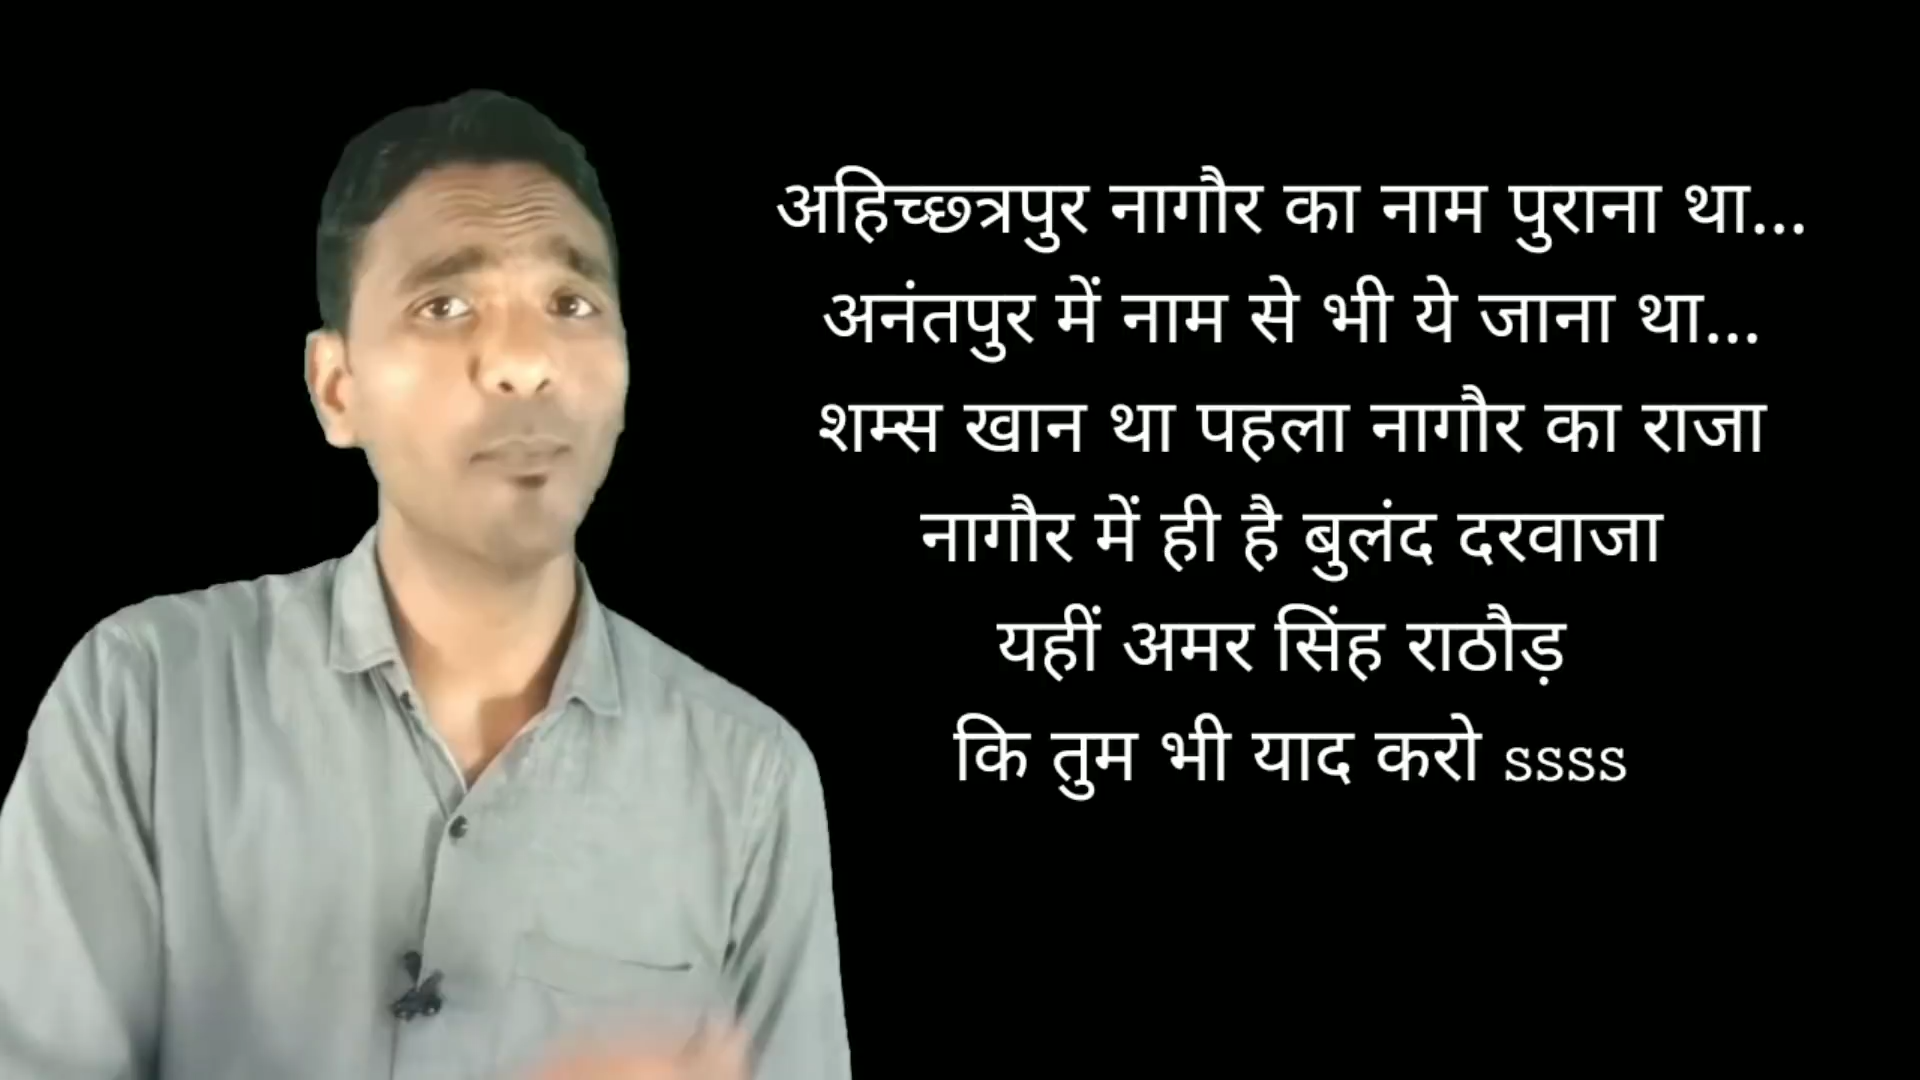 अहिच्छत्रपुर नागौर का नाम पुराना था...
अनंतपुर में नाम से भी ये जाना था...
शम्स खान था पहला नागौर का राजा
नागौर में ही है बुलंद दरवाजा
यहीं अमर सिंह राठौड़
कि तुम भी याद करो ssss